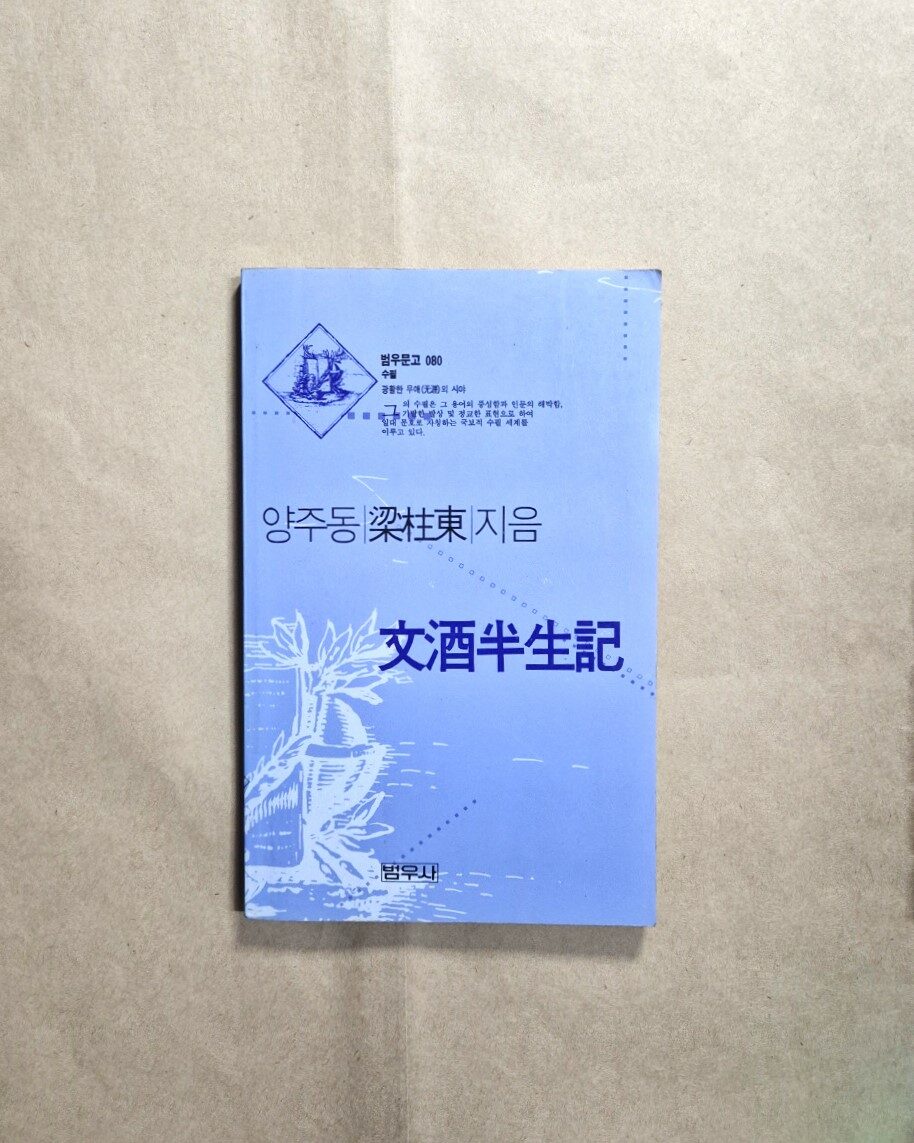 범우문고 080
수필
광활한 무애(无涯)의 시야
그의 수필은 그 용어의 풍성함과 인문의 해박함,
기발한 발상 및 정교한 표현으로 하여
일대 문호로 자칭하는 국보적 수필 세계를
이루고 있다.
양주동|梁柱東|지음
文酒半生記
범우사